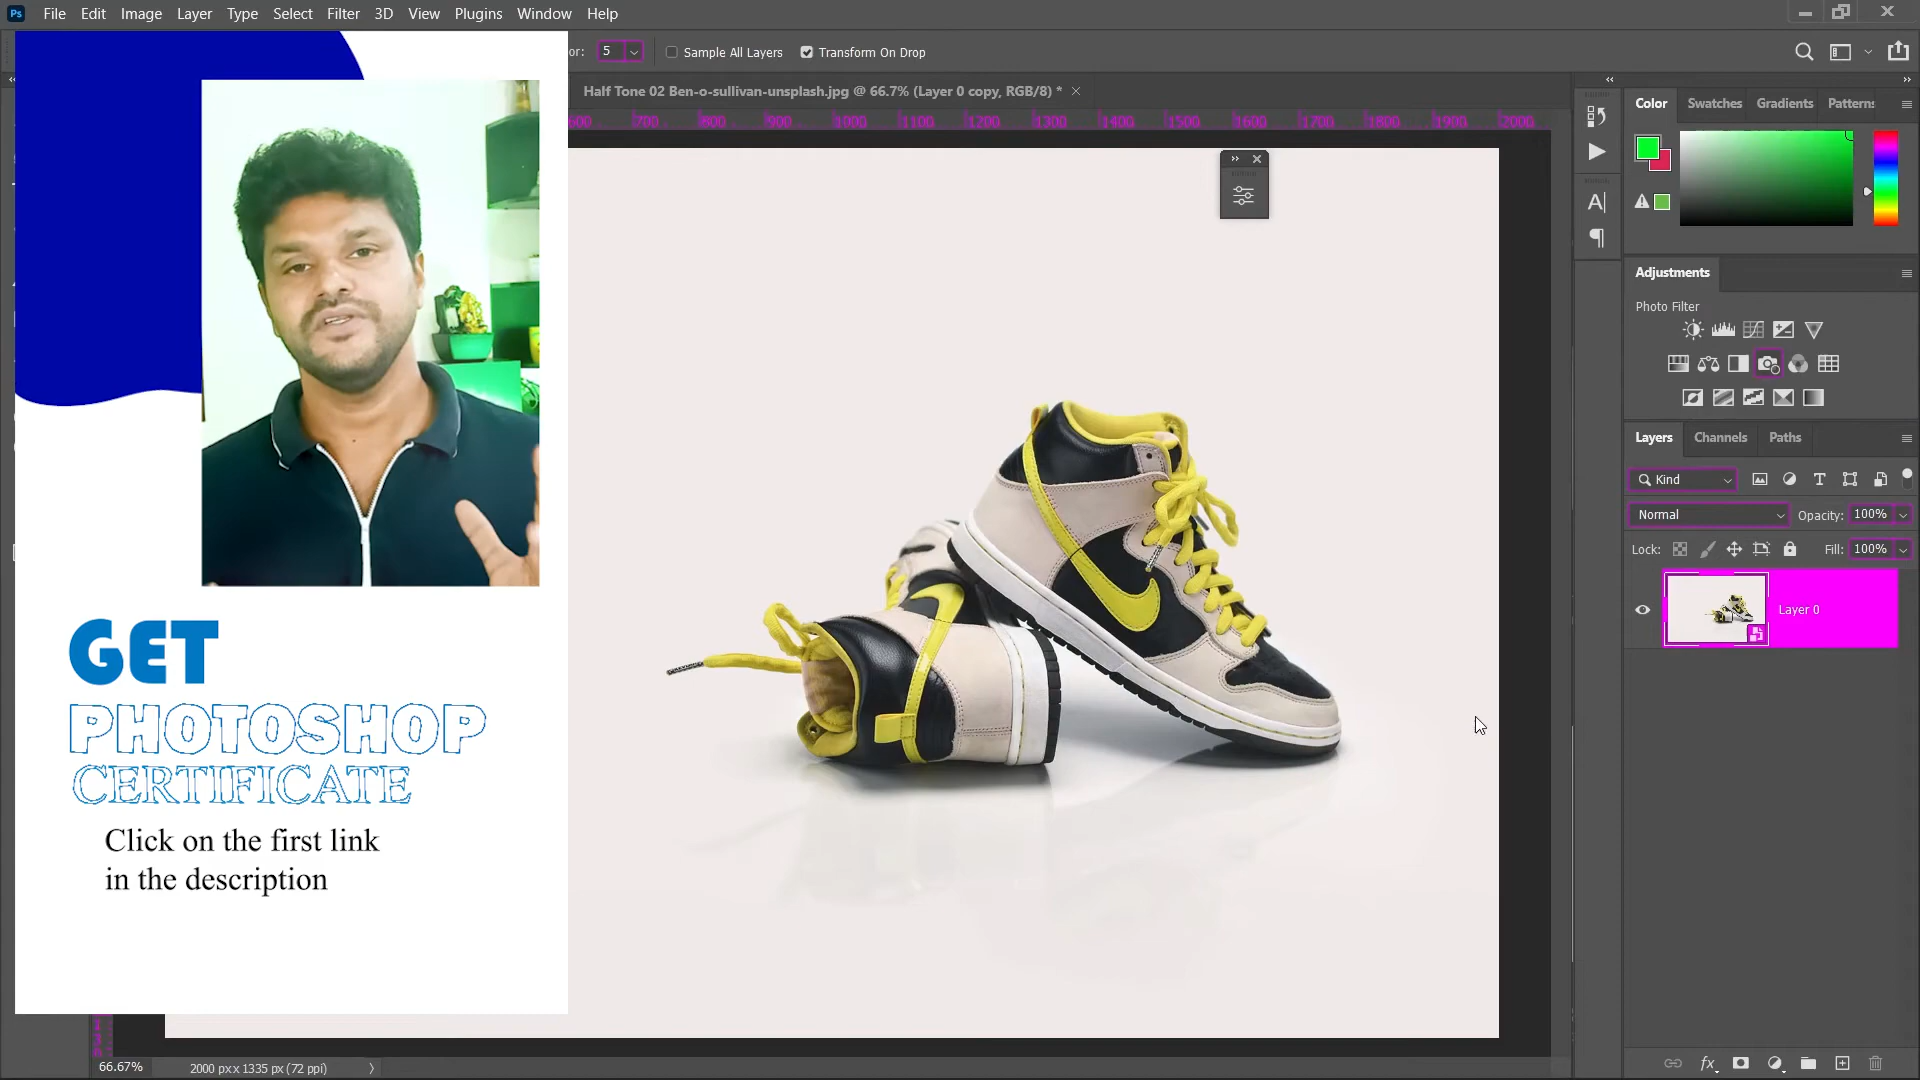 Ps File Edit Image Layer Type Select Filter 3D View Plugins Window Help
or: 5 Sample All Layers Transform On Drop
Half Tone 02 Ben-o-sullivan-unsplash.jpg @ 66.7% (Layer 0 copy, RGB/8) *
600 700 800 900 1000 1100 1200 1300 1400 1500 1600 1700 1800 1900 2000
Color Swatches Gradients Patterns
Adjustments
Photo Filter
Layers Channels Paths
Kind
Normal Opacity: 100%
Lock: Fill: 100%
Layer 0
GET
PHOTOSHOP
CERTIFICATE
Click on the first link
in the description
66.67% 2000 px x 1335 px (72 ppi)